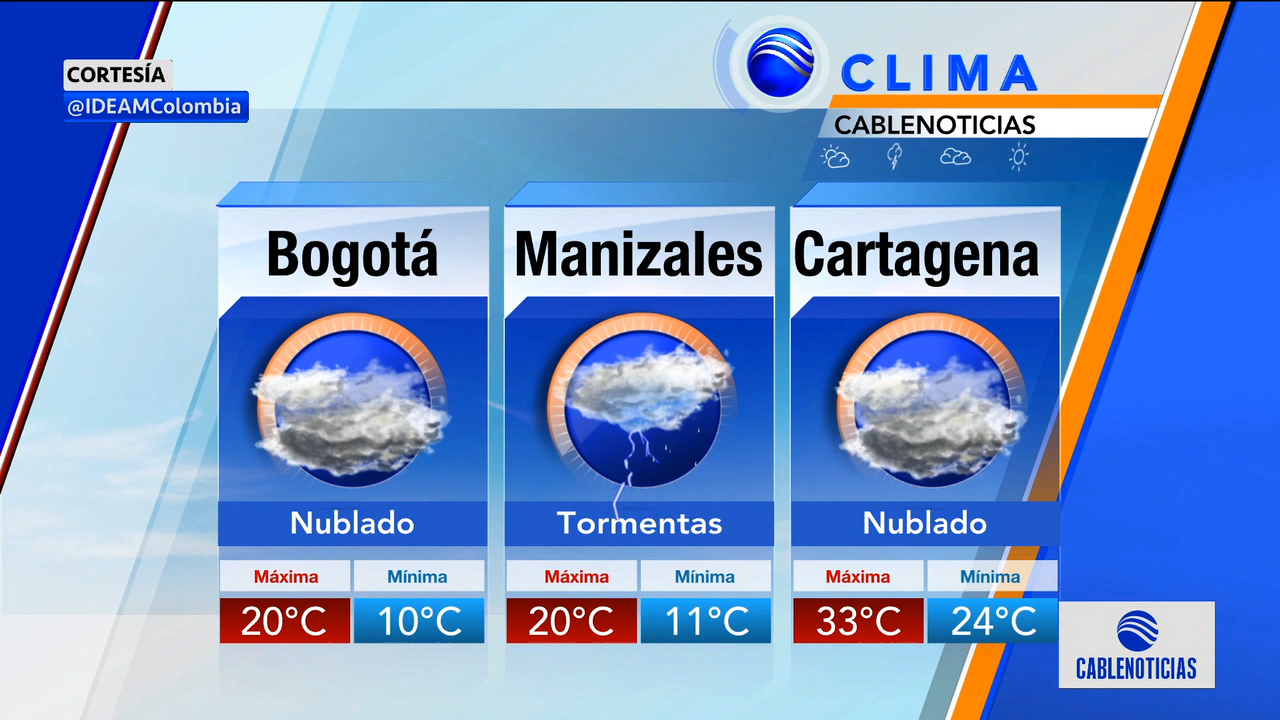 CORTESÍA
@IDEAMColombia
CLIMA
CABLENOTICIAS
Bogotá
Manizales
Cartagena
Nublado
Tormentas
Nublado
Máxima
Mínima
Máxima
Mínima
Máxima
Mínima
20°C
10°C
20°C
11°C
33°C
24°C
CABLENOTICIAS